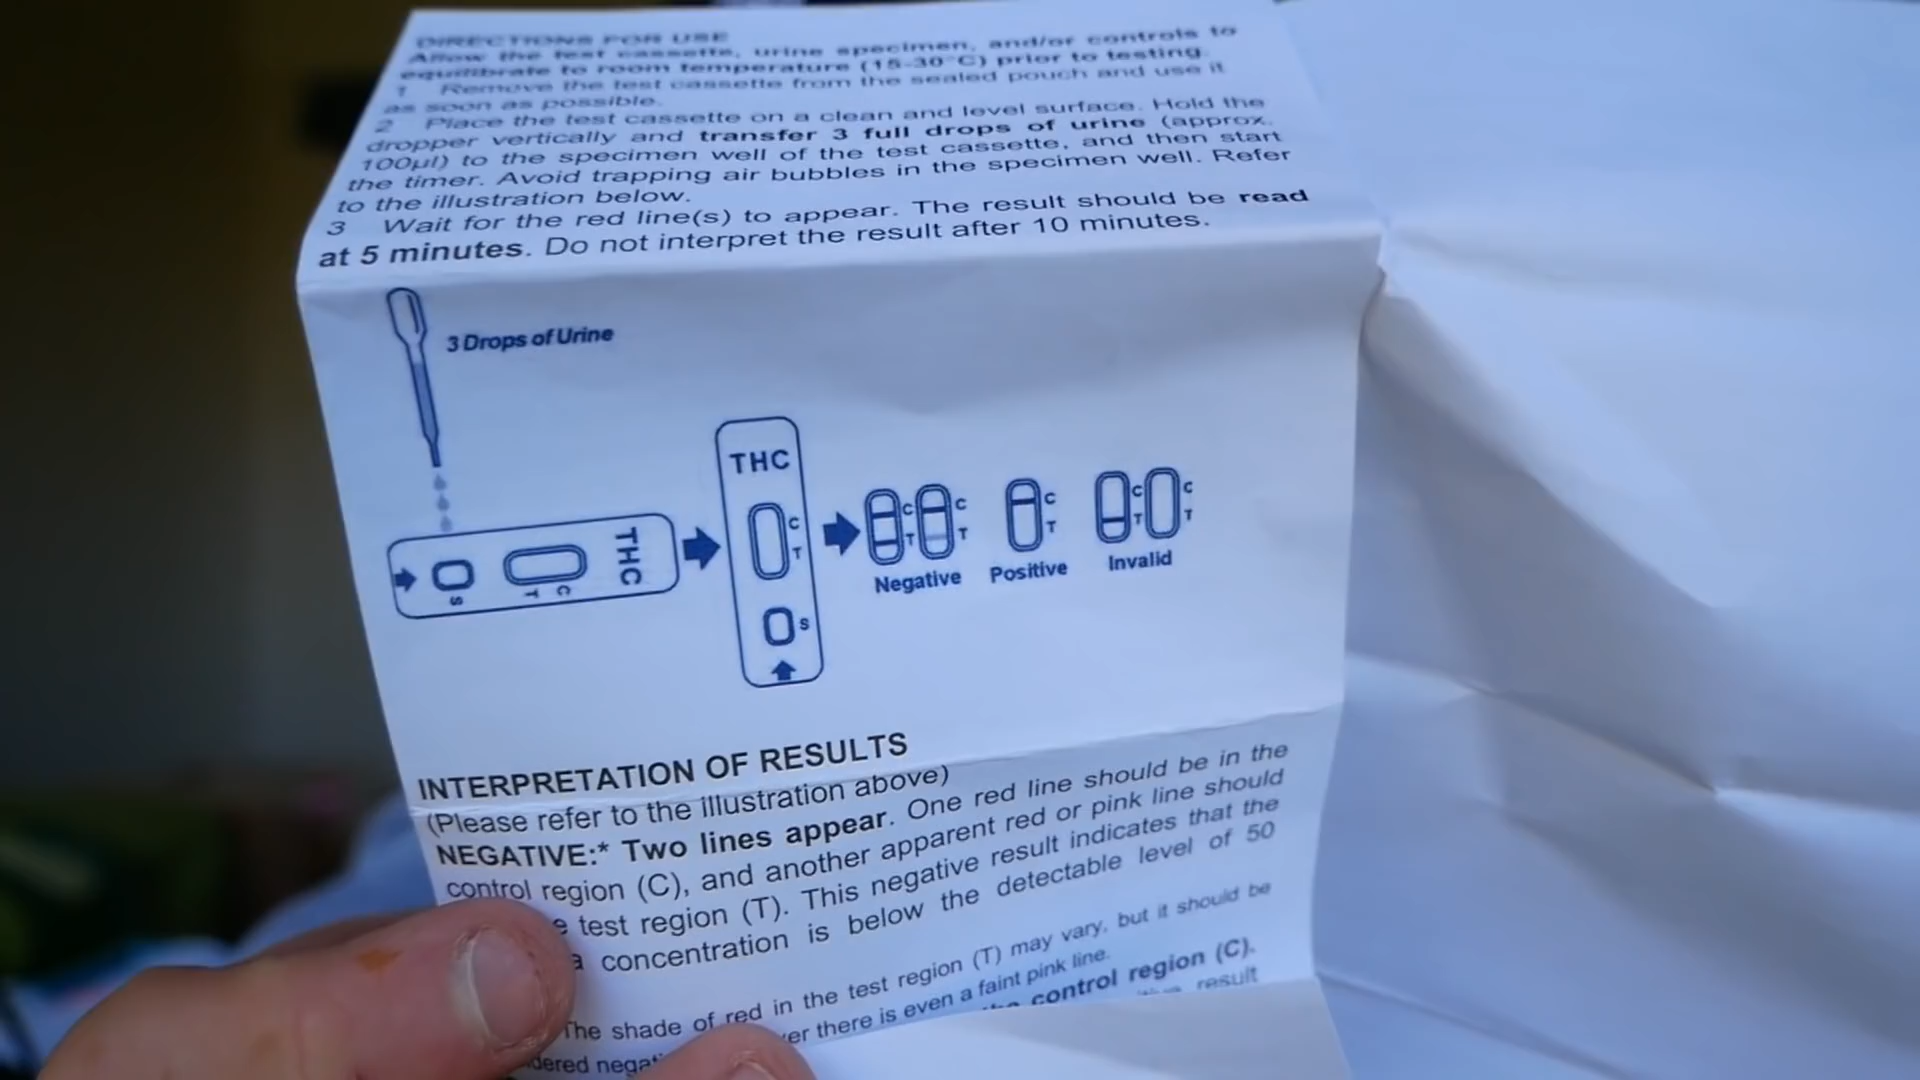 DIRECTIONS FOR USE
Allow the test cassette, urine specimen, and/or controls to
equilibrate to room temperature (15-30°C) prior to testing.
1 Remove the test cassette from the sealed pouch and use it
as soon as possible.
2 Place the test cassette on a clean and level surface. Hold the
dropper vertically and transfer 3 full drops of urine (approx.
100µl) to the specimen well of the test cassette, and then start
the timer. Avoid trapping air bubbles in the specimen well. Refer
to the illustration below.
3 Wait for the red line(s) to appear. The result should be read
at 5 minutes. Do not interpret the result after 10 minutes.
3 Drops of Urine
S T C THC
THC
C
T
S
C T C T
Negative
C T
Positive
C T C T
Invalid
INTERPRETATION OF RESULTS
(Please refer to the illustration above)
NEGATIVE:* Two lines appear. One red line should be in the
control region (C), and another apparent red or pink line should
test region (T). This negative result indicates that the
concentration is below the detectable level of 50
The shade of red in the test region (T) may vary, but it should be
there is even a faint pink line.
control region (C).
result